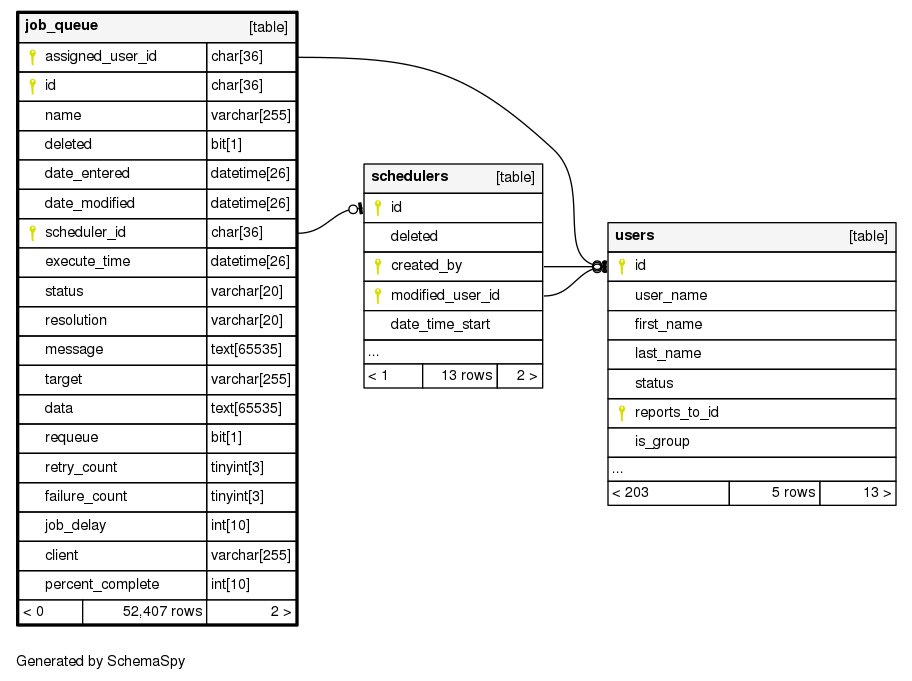 job_queue [table]
assigned_user_id char[36]
id char[36]
name varchar[255]
deleted bit[1]
date_entered datetime[26]
date_modified datetime[26]
scheduler_id char[36]
execute_time datetime[26]
status varchar[20]
resolution varchar[20]
message text[65535]
target varchar[255]
data text[65535]
requeue bit[1]
retry_count tinyint[3]
failure_count tinyint[3]
job_delay int[10]
client varchar[255]
percent_complete int[10]
< 0 52,407 rows 2 >
schedulers [table]
id
deleted
created_by
modified_user_id
date_time_start
...
< 1 13 rows 2 >
users [table]
id
user_name
first_name
last_name
status
reports_to_id
is_group
...
< 203 5 rows 13 >
Generated by SchemaSpy